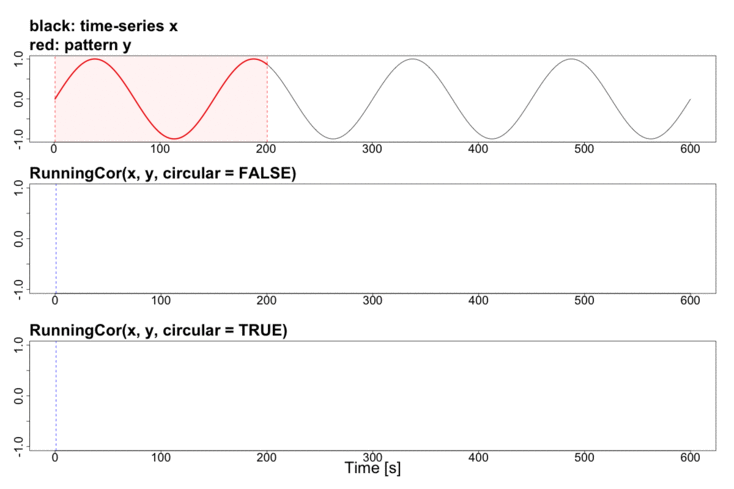 black: time-series x
red: pattern y
1.0
0.0
-1.0
0 100 200 300 400 500 600
RunningCor(x, y, circular = FALSE)
1.0
0.0
-1.0
0 100 200 300 400 500 600
RunningCor(x, y, circular = TRUE)
1.0
0.0
-1.0
0 100 200 300 400 500 600
Time [s]